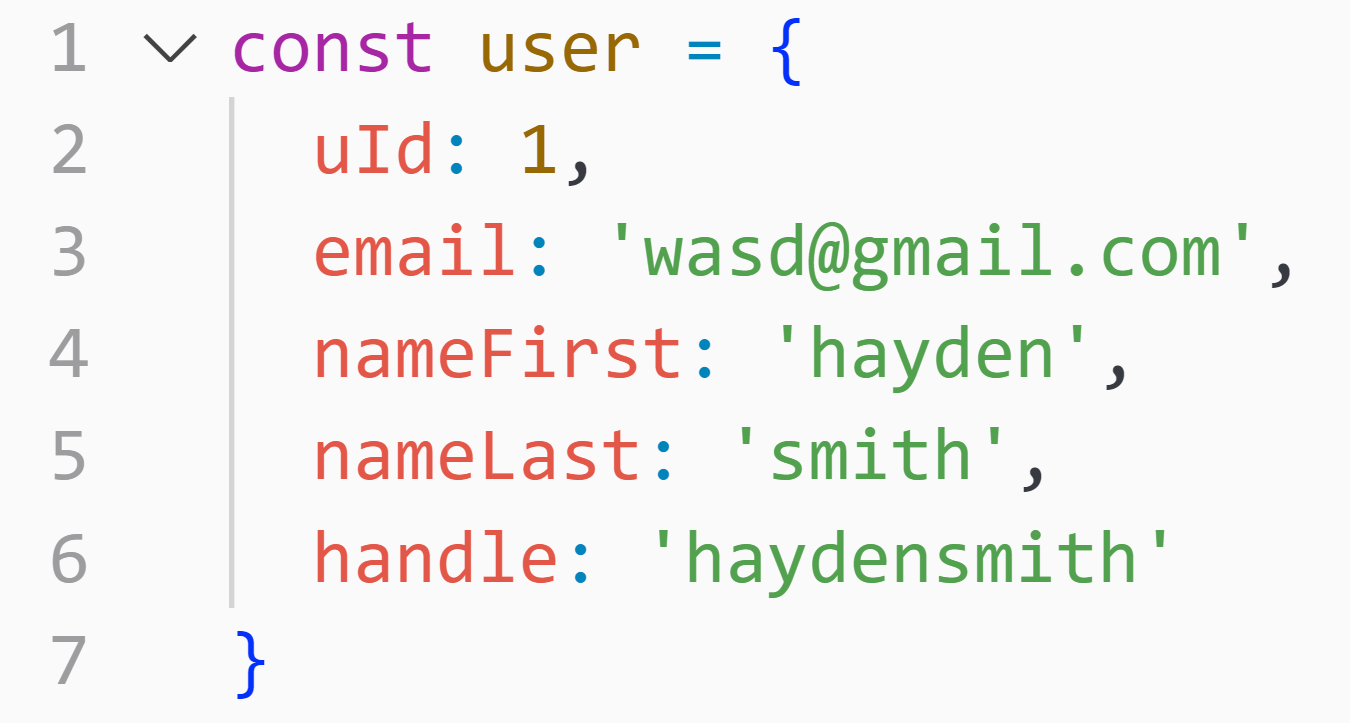 1 const user = {
2   uId: 1,
3   email: 'wasd@gmail.com',
4   nameFirst: 'hayden',
5   nameLast: 'smith',
6   handle: 'haydensmith'
7 }